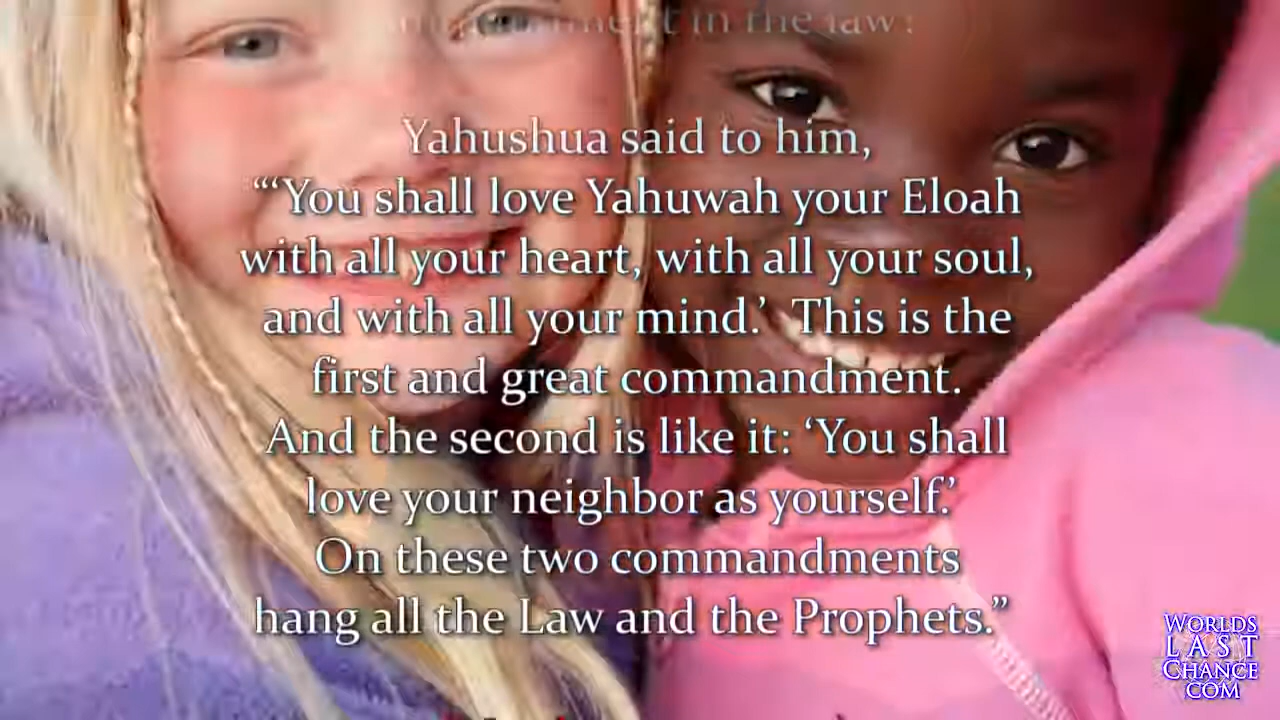 in the law?
Yahushua said to him,
“‘You shall love Yahuwah your Eloah
with all your heart, with all your soul,
and with all your mind.’ This is the
first and great commandment.
And the second is like it: ‘You shall
love your neighbor as yourself.’
On these two commandments
hang all the Law and the Prophets.”
WORLDS
LAST
CHANCE
.COM